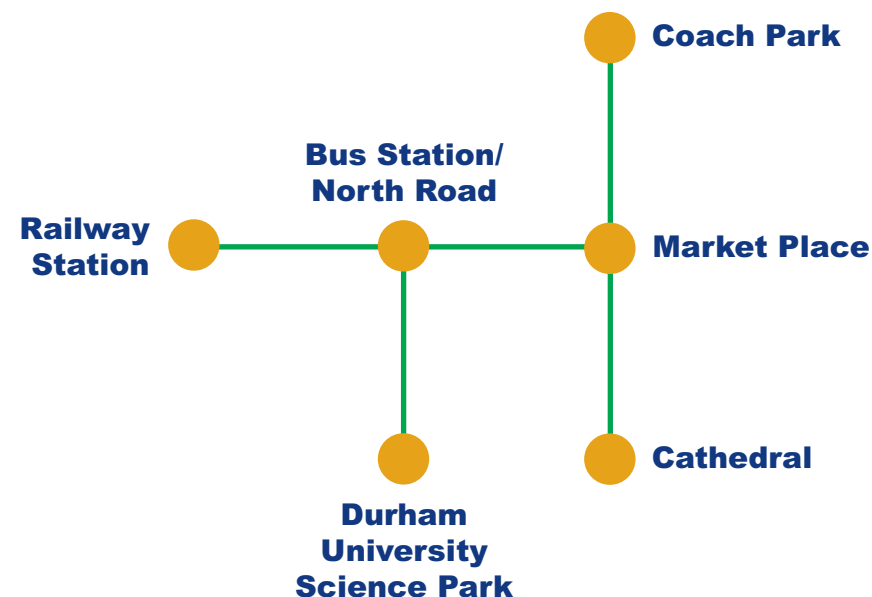 Coach Park
Bus Station/
North Road
Railway
Station
Market Place
Cathedral
Durham
University
Science Park